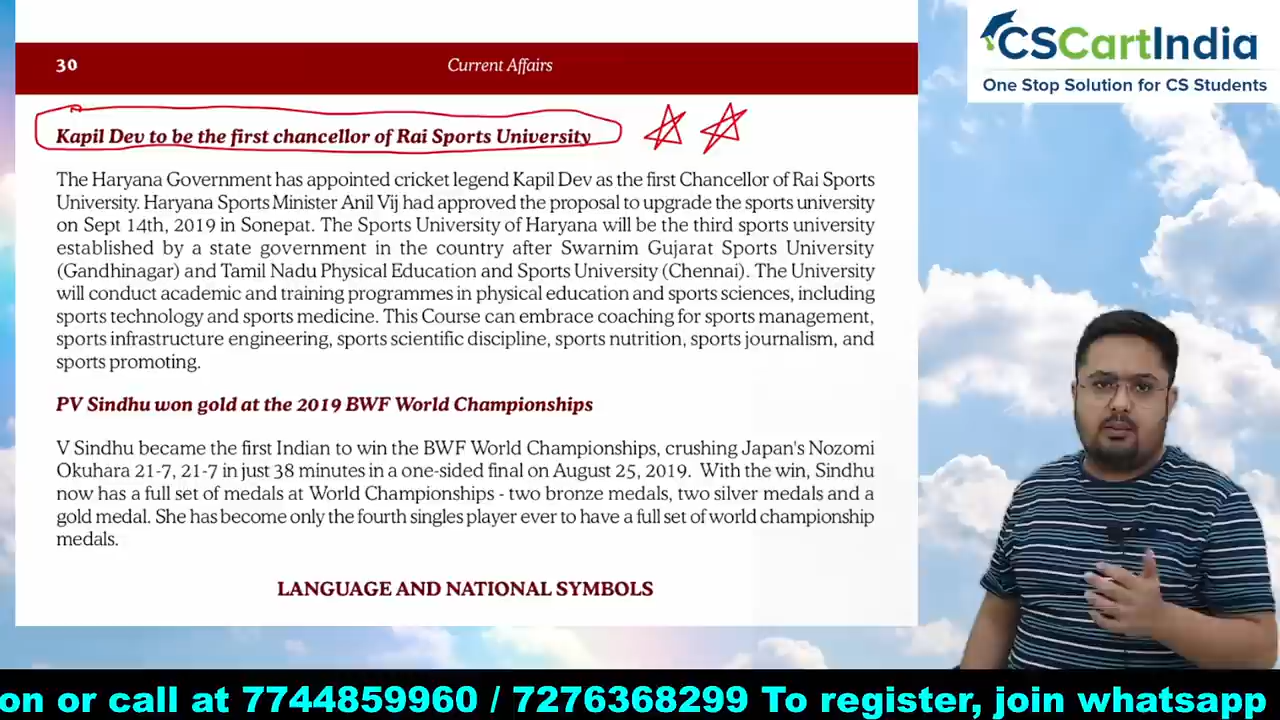 CSCartIndia
One Stop Solution for CS Students
30
Current Affairs
Kapil Dev to be the first chancellor of Rai Sports University
The Haryana Government has appointed cricket legend Kapil Dev as the first Chancellor of Rai Sports
University. Haryana Sports Minister Anil Vij had approved the proposal to upgrade the sports university
on Sept 14th, 2019 in Sonepat. The Sports University of Haryana will be the third sports university
established by a state government in the country after Swarnim Gujarat Sports University
(Gandhinagar) and Tamil Nadu Physical Education and Sports University (Chennai). The University
will conduct academic and training programmes in physical education and sports sciences, including
sports technology and sports medicine. This Course can embrace coaching for sports management,
sports infrastructure engineering, sports scientific discipline, sports nutrition, sports journalism, and
sports promoting.
PV Sindhu won gold at the 2019 BWF World Championships
V Sindhu became the first Indian to win the BWF World Championships, crushing Japan's Nozomi
Okuhara 21-7, 21-7 in just 38 minutes in a one-sided final on August 25, 2019. With the win, Sindhu
now has a full set of medals at World Championships - two bronze medals, two silver medals and a
gold medal. She has become only the fourth singles player ever to have a full set of world championship
medals.
LANGUAGE AND NATIONAL SYMBOLS
on or call at 7744859960 / 7276368299 To register, join whatsapp